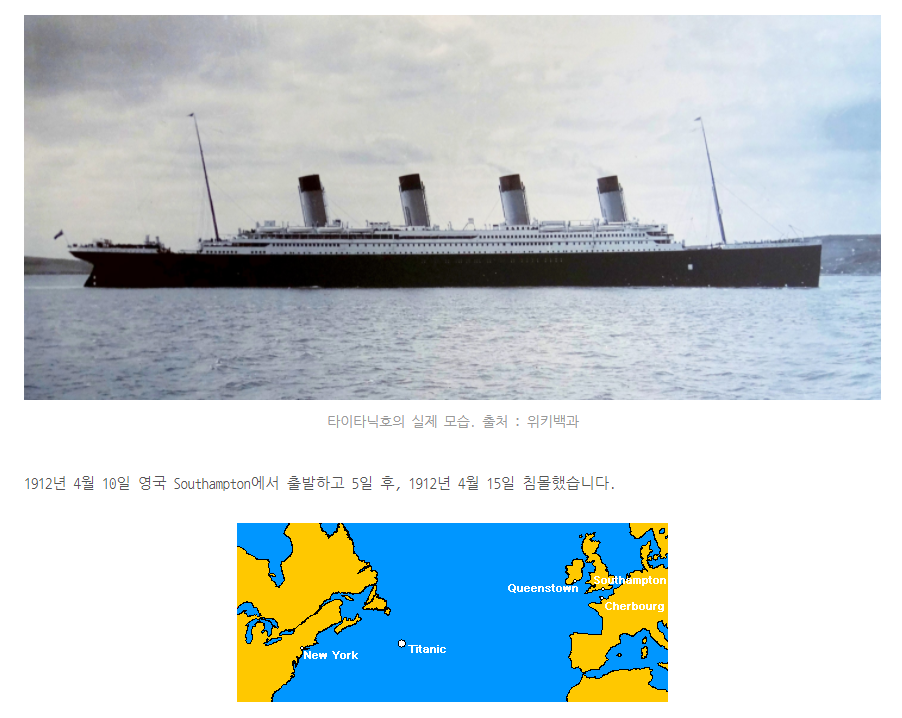 타이타닉호의 실제 모습. 출처 : 위키백과
1912년 4월 10일 영국 Southampton에서 출발하고 5일 후, 1912년 4월 15일 침몰했습니다.
Southampton
Queenstown
Cherbourg
Titanic
New York